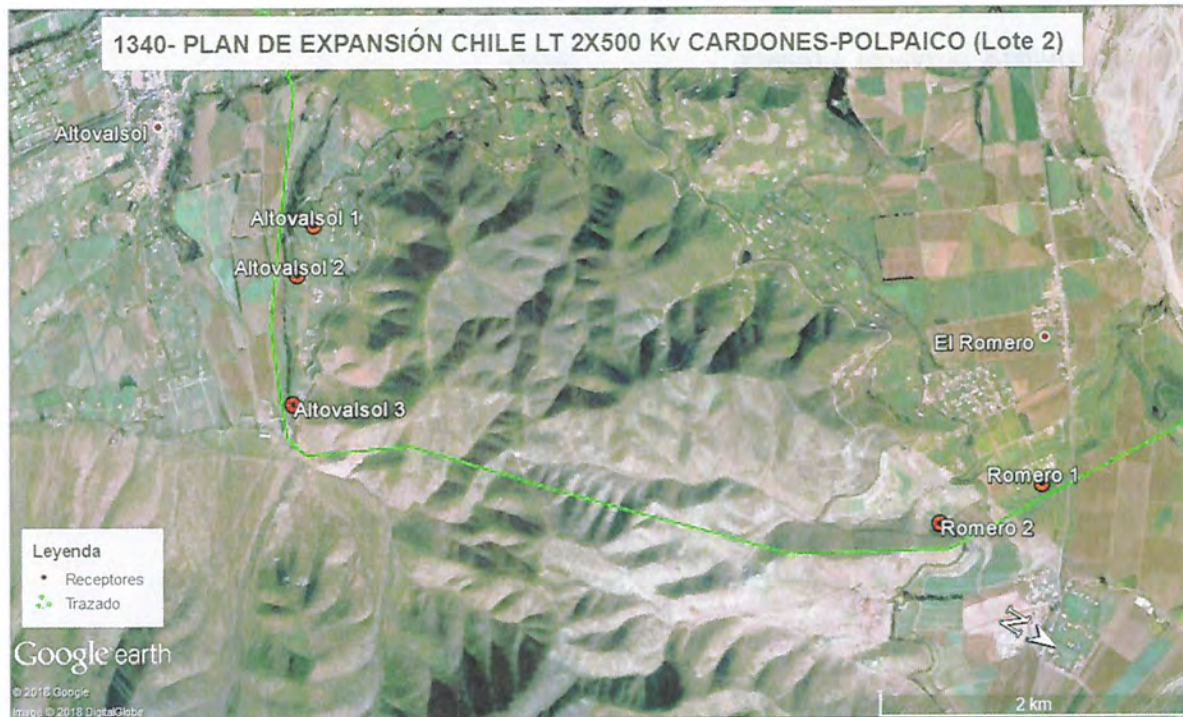 1340- PLAN DE EXPANSIÓN CHILE LT 2X500 Kv CARDONES-POLPAICO (Lote 2)
Altovalsol
Altovalsol 1
Altovalsol 2
El Romero
Altovalsol 3
Romero 1
Romero 2
Leyenda
Receptores
Trazado
N
Google earth
© 2018 Google
Image © 2018 DigitalGlobe
2 km